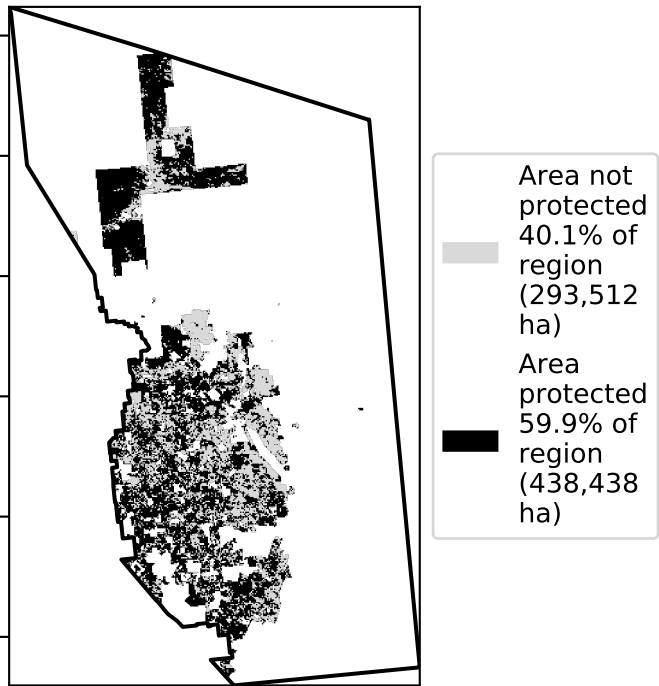 Area not
protected
40.1% of
region
(293,512
ha)
Area
protected
59.9% of
region
(438,438
ha)